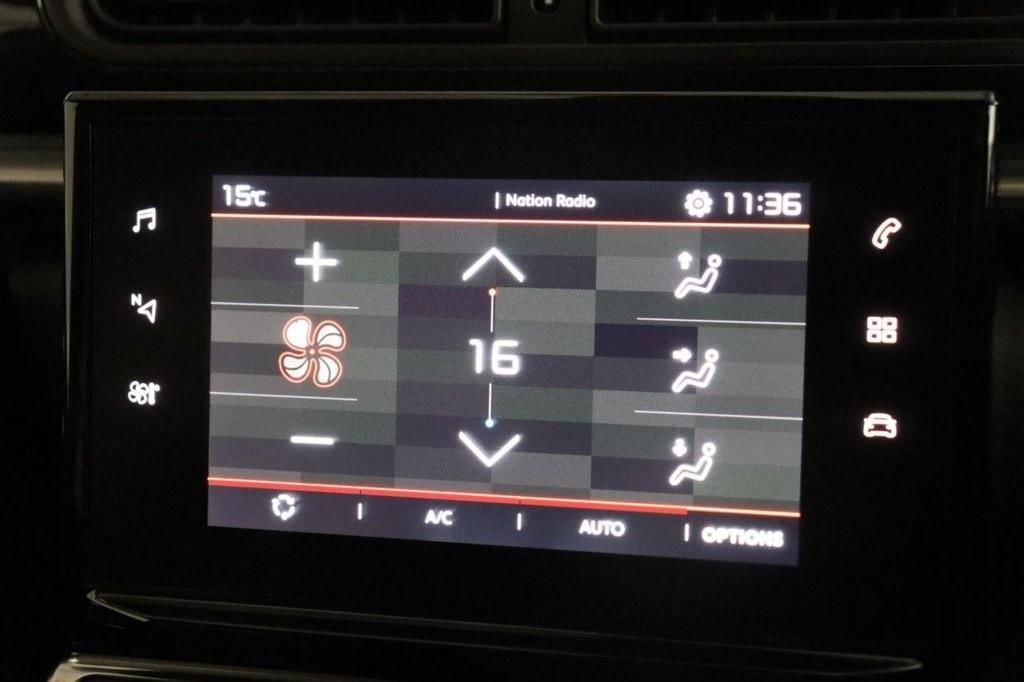 15°C
Nation Radio
11:36
N
16
A/C
AUTO
OPTIONS